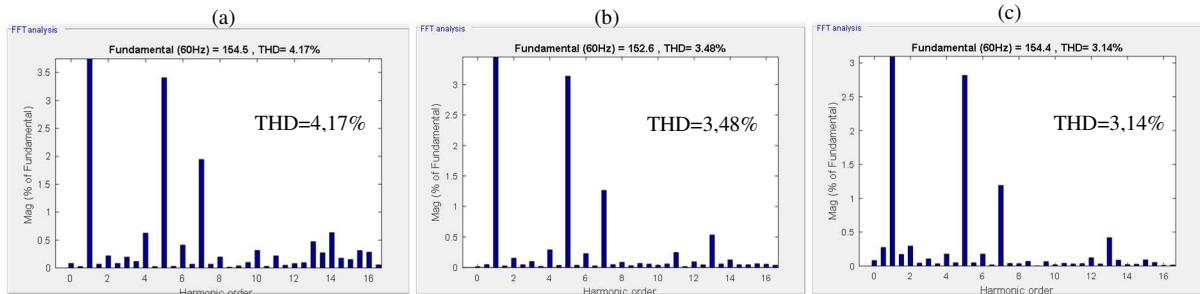 (a)
FFT analysis
Fundamental (60Hz) = 154.5 , THD= 4.17%
3.5
3
2.5
2
1.5
1
0.5
0
Mag (% of Fundamental)
THD=4,17%
0 2 4 6 8 10 12 14 16
Harmonic order
(b)
FFT analysis
Fundamental (60Hz) = 152.6 , THD= 3.48%
3
2.5
2
1.5
1
0.5
0
Mag (% of Fundamental)
THD=3,48%
0 2 4 6 8 10 12 14 16
Harmonic order
(c)
FFT analysis
Fundamental (60Hz) = 154.4 , THD= 3.14%
3
2.5
2
1.5
1
0.5
0
Mag (% of Fundamental)
THD=3,14%
0 2 4 6 8 10 12 14 16
Harmonic order